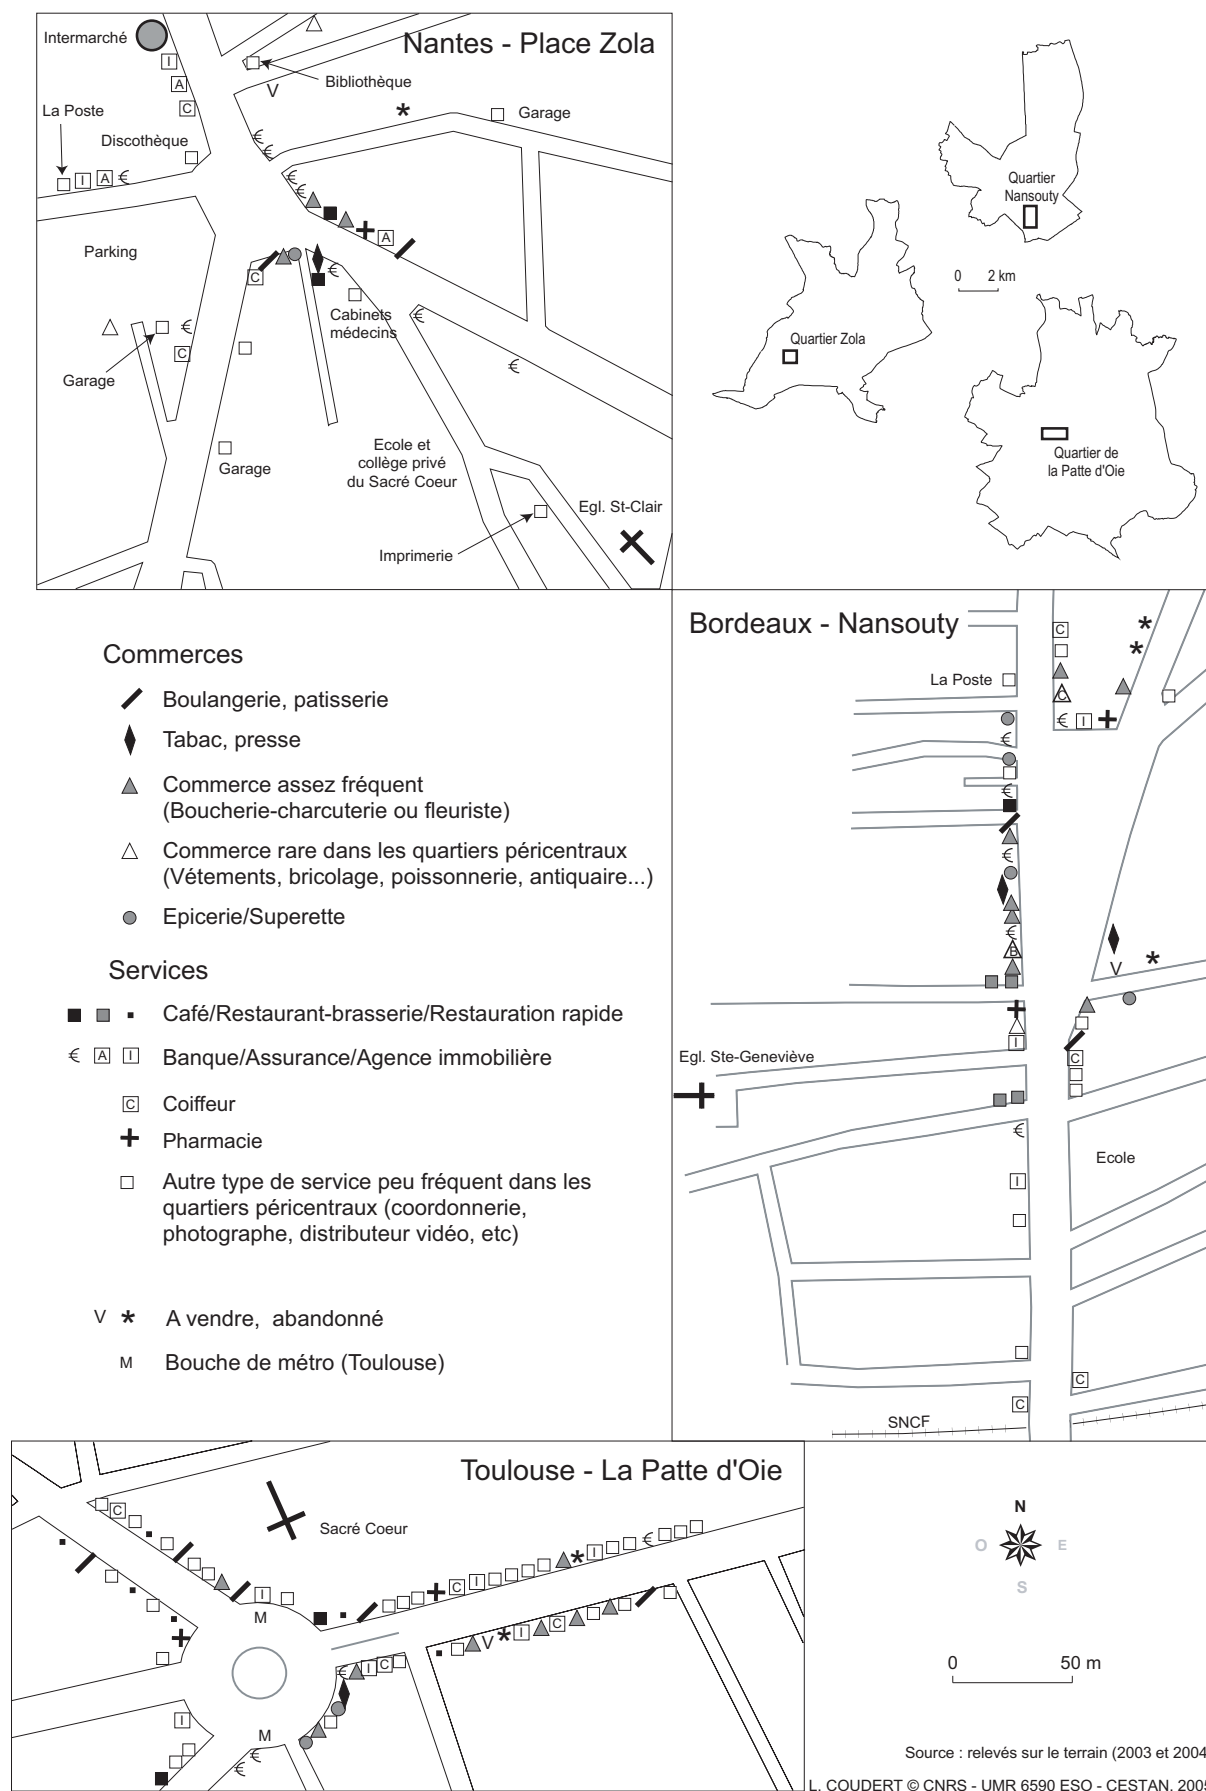 Nantes - Place Zola
Intermarché
I
Bibliothèque
A
V
La Poste
C
Garage
Discothèque
€
€
I A €
€
€
A
Parking
C
€
Cabinets
médecins
€
€
Garage
C
€
Ecole et
collège privé
du Sacré Coeur
Garage
Egl. St-Clair
Imprimerie
Quartier
Nansouty
0 2 km
Quartier Zola
Quartier de
la Patte d'Oie
Commerces
Boulangerie, patisserie
Tabac, presse
Commerce assez fréquent
(Boucherie-charcuterie ou fleuriste)
Commerce rare dans les quartiers péricentraux
(Vétements, bricolage, poissonnerie, antiquaire...)
Epicerie/Superette
Services
Café/Restaurant-brasserie/Restauration rapide
€ A I Banque/Assurance/Agence immobilière
C Coiffeur
Pharmacie
Autre type de service peu fréquent dans les
quartiers péricentraux (coordonnerie,
photographe, distributeur vidéo, etc)
V * A vendre, abandonné
M Bouche de métro (Toulouse)
Bordeaux - Nansouty
C
La Poste
C
€ I
€
€
€
€
B
V
I
Egl. Ste-Geneviève
C
€
Ecole
I
C
C
SNCF
Toulouse - La Patte d'Oie
C
Sacré Coeur
I
€
C I
I
M
V
I
C
€ I C
I
M
€
€
N
O E
S
0 50 m
Source : relevés sur le terrain (2003 et 2004
L. COUDERT © CNRS - UMR 6590 ESO - CESTAN. 2005